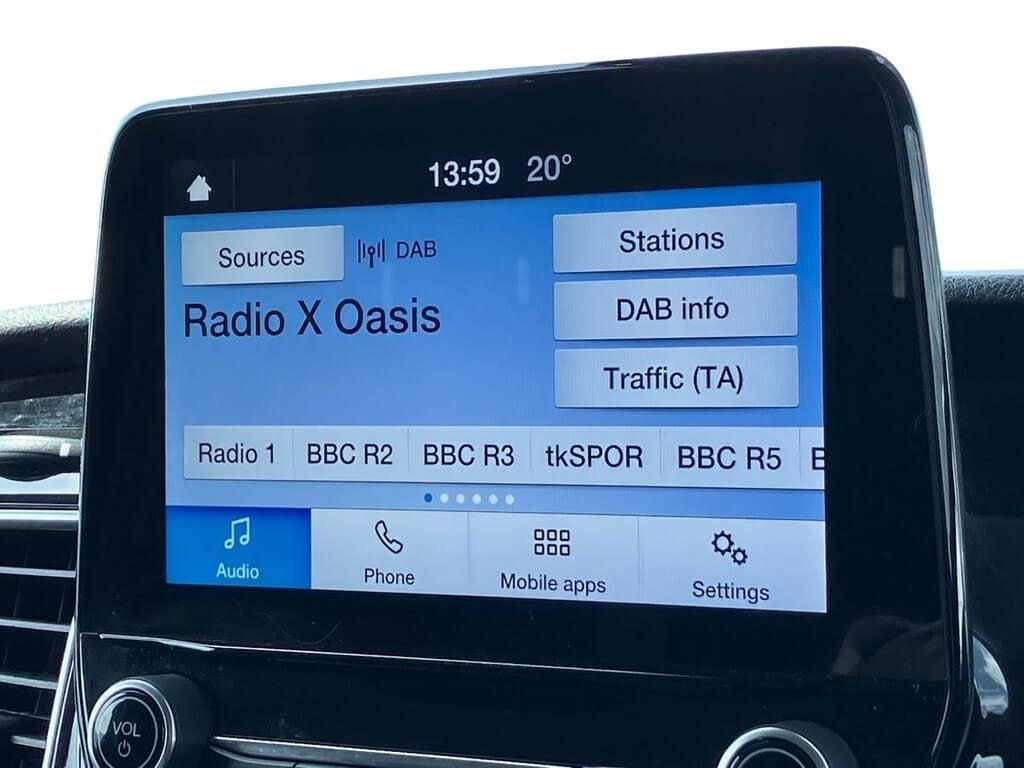 13:59 20°
Sources
DAB
Stations
Radio X Oasis
DAB info
Traffic (TA)
Radio 1 BBC R2 BBC R3 tkSPOR BBC R5 B
Audio Phone Mobile apps Settings
VOL